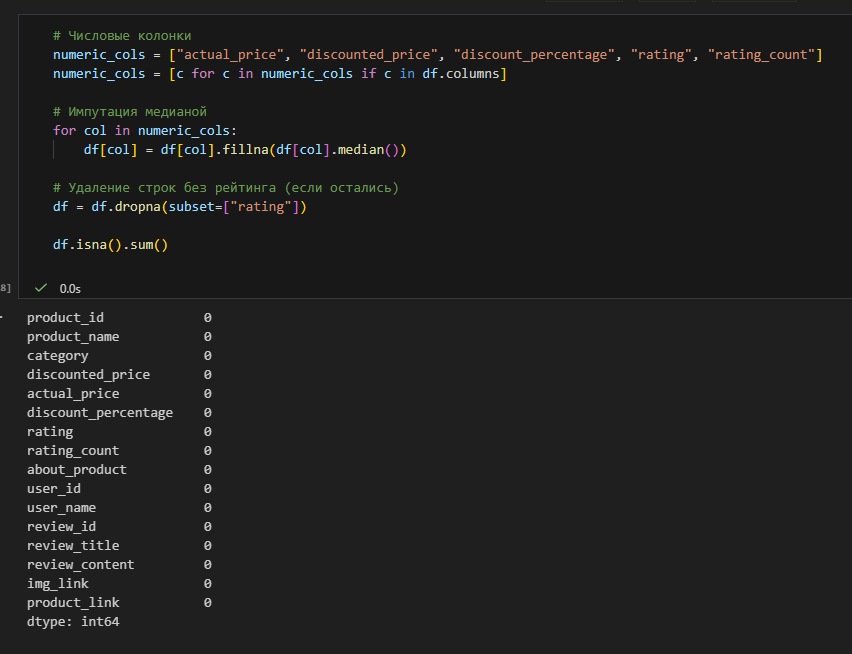 # Числовые колонки
numeric_cols = ["actual_price", "discounted_price", "discount_percentage", "rating", "rating_count"]
numeric_cols = [c for c in numeric_cols if c in df.columns]
# Импутация медианой
for col in numeric_cols:
df[col] = df[col].fillna(df[col].median())
# Удаление строк без рейтинга (если остались)
df = df.dropna(subset=["rating"])
df.isna().sum()
8]
0.0s
product_id 0
product_name 0
category 0
discounted_price 0
actual_price 0
discount_percentage 0
rating 0
rating_count 0
about_product 0
user_id 0
user_name 0
review_id 0
review_title 0
review_content 0
img_link 0
product_link 0
dtype: int64